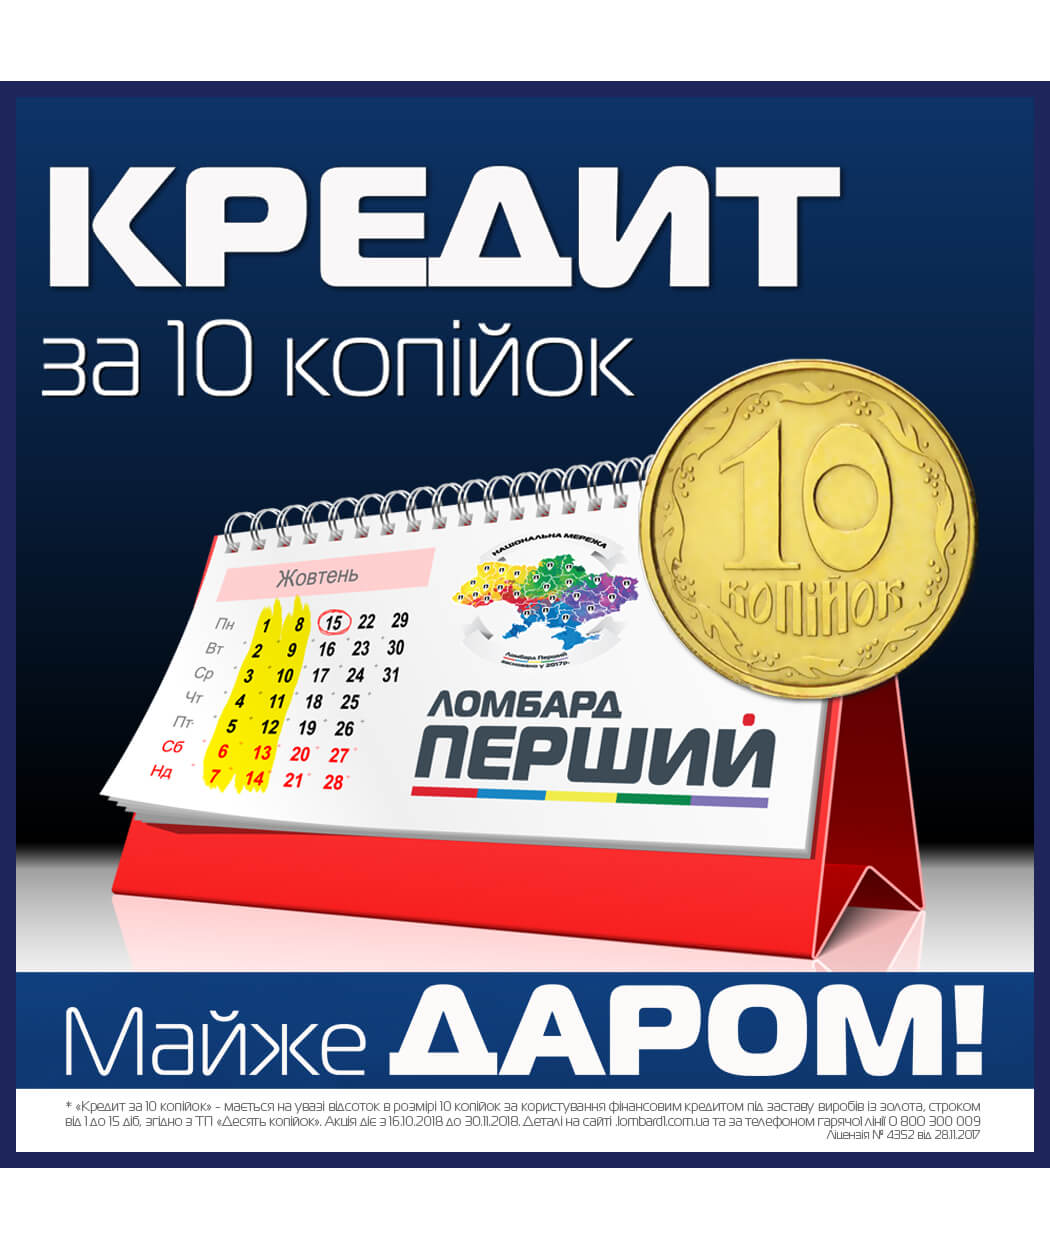 КРЕДИТ
за 10 копійок
10
КОПІЙОК
НАЦІОНАЛЬНА МЕРЕЖА
Ломбард Перший
засновано у 2017р.
ЛОМБАРД
ПЕРШИЙ
Жовтень
Пн 1 8 15 22 29
Вт 2 9 16 23 30
Ср 3 10 17 24 31
Чт 4 11 18 25
Пт 5 12 19 26
Сб 6 13 20 27
Нд 7 14 21 28
Майже ДАРОМ!
* «Кредит за 10 копійок» - мається на увазі відсоток в розмірі 10 копійок за користування фінансовим кредитом під заставу виробів із золота, строком
від 1 до 15 діб, згідно з ТП «Десять копійок». Акція діє з 16.10.2018 до 30.11.2018. Деталі на сайті .lombard1.com.ua та за телефоном гарячої лінії 0 800 300 009
Ліцензія № 4352 від 28.11.2017